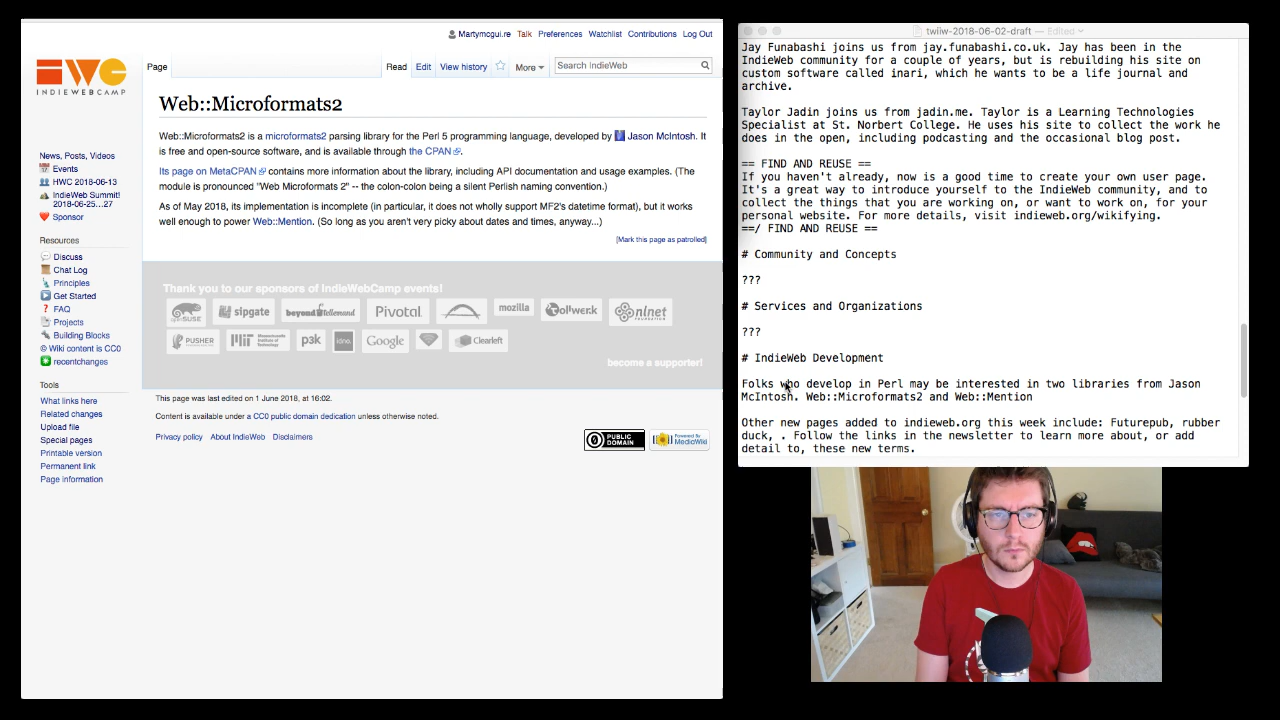 Martymcgui.re Talk Preferences Watchlist Contributions Log Out
Page
Read Edit View history More
Search IndieWeb
IWC
INDIEWEBCAMP
News, Posts, Videos
Events
HWC 2018-06-13
IndieWeb Summit!
2018-06-25...27
Sponsor
Resources
Discuss
Chat Log
Principles
Get Started
FAQ
Projects
Building Blocks
Wiki content is CC0
recentchanges
Tools
What links here
Related changes
Upload file
Special pages
Printable version
Permanent link
Page information
Web::Microformats2
Web::Microformats2 is a microformats2 parsing library for the Perl 5 programming language, developed by Jason McIntosh. It
is free and open-source software, and is available through the CPAN.
Its page on MetaCPAN contains more information about the library, including API documentation and usage examples. (The
module is pronounced "Web Microformats 2" -- the colon-colon being a silent Perlish naming convention.)
As of May 2018, its implementation is incomplete (in particular, it does not wholly support MF2's datetime format), but it works
well enough to power Web::Mention. (So long as you aren't very picky about dates and times, anyway...)
[Mark this page as patrolled]
Thank you to our sponsors of IndieWebCamp events!
openSUSE sipgate beyond tellerrand Pivotal mozilla nlnet
PUSHER MIT p3k idno. Google Clearleft
become a supporter!
This page was last edited on 1 June 2018, at 16:02.
Content is available under a CC0 public domain dedication unless otherwise noted.
Privacy policy About IndieWeb Disclaimers
PUBLIC DOMAIN
Powered By MediaWiki
twiiw-2018-06-02-draft — Edited
Jay Funabashi joins us from jay.funabashi.co.uk. Jay has been in the
IndieWeb community for a couple of years, but is rebuilding his site on
custom software called inari, which he wants to be a life journal and
archive.
Taylor Jadin joins us from jadin.me. Taylor is a Learning Technologies
Specialist at St. Norbert College. He uses his site to collect the work he
does in the open, including podcasting and the occasional blog post.
== FIND AND REUSE ==
If you haven't already, now is a good time to create your own user page.
It's a great way to introduce yourself to the IndieWeb community, and to
collect the things that you are working on, or want to work on, for your
personal website. For more details, visit indieweb.org/wikifying.
==/ FIND AND REUSE ==
# Community and Concepts
???
# Services and Organizations
???
# IndieWeb Development
Folks who develop in Perl may be interested in two libraries from Jason
McIntosh. Web::Microformats2 and Web::Mention
Other new pages added to indieweb.org this week include: Futurepub, rubber
duck, . Follow the links in the newsletter to learn more about, or add
detail to, these new terms.